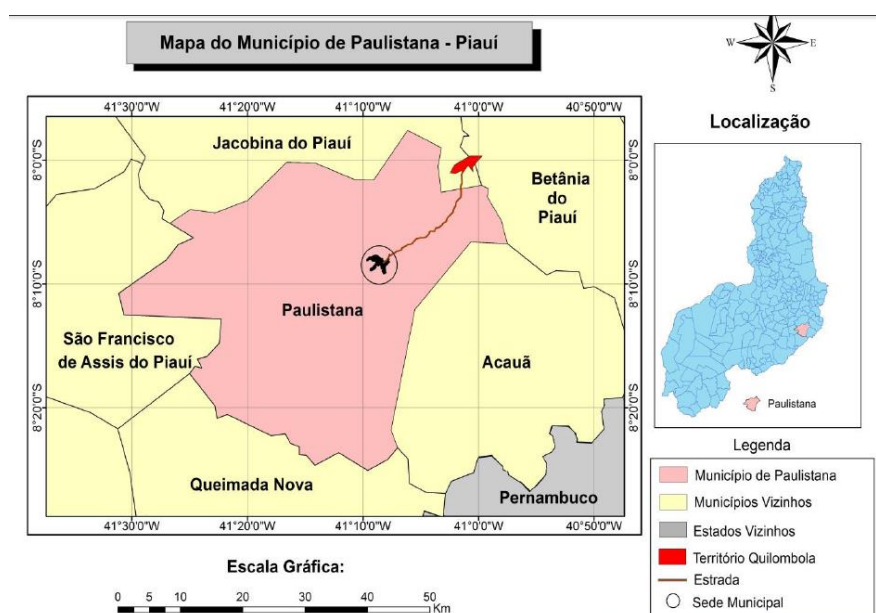 Mapa do Município de Paulistana - Piauí
N
W E
S
41°30'0"W 41°20'0"W 41°10'0"W 41°0'0"W 40°50'0"W
Localização
Jacobina do Piauí
8°0'0"S 8°0'0"S
Betânia
do
Piauí
8°10'0"S 8°10'0"S
Paulistana
São Francisco
de Assis do Piauí
Acauã
8°20'0"S 8°20'0"S
Queimada Nova
Pernambuco
41°30'0"W 41°20'0"W 41°10'0"W 41°0'0"W 40°50'0"W
Paulistana
Legenda
Município de Paulistana
Municípios Vizinhos
Estados Vizinhos
Território Quilombola
Estrada
Sede Municipal
Escala Gráfica:
0 5 10 20 30 40 50
Km